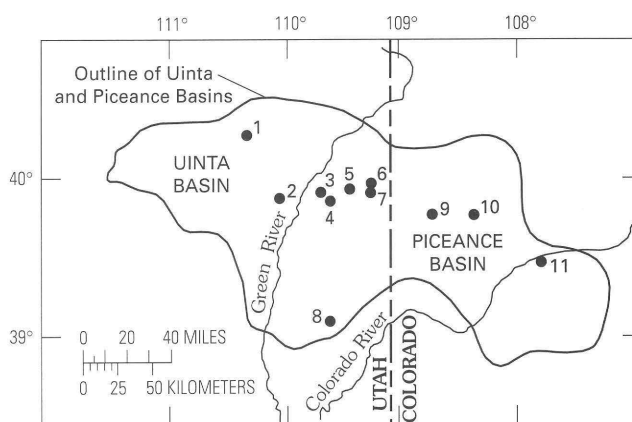 111° 110° 109° 108°
Outline of Uinta
and Piceance Basins
1
UINTA
BASIN
40°
2
3
4
5
6
7
9
10
PICEANCE
BASIN
11
Green River
8
39°
0 20 40 MILES
0 25 50 KILOMETERS
Colorado River
UTAH
COLORADO